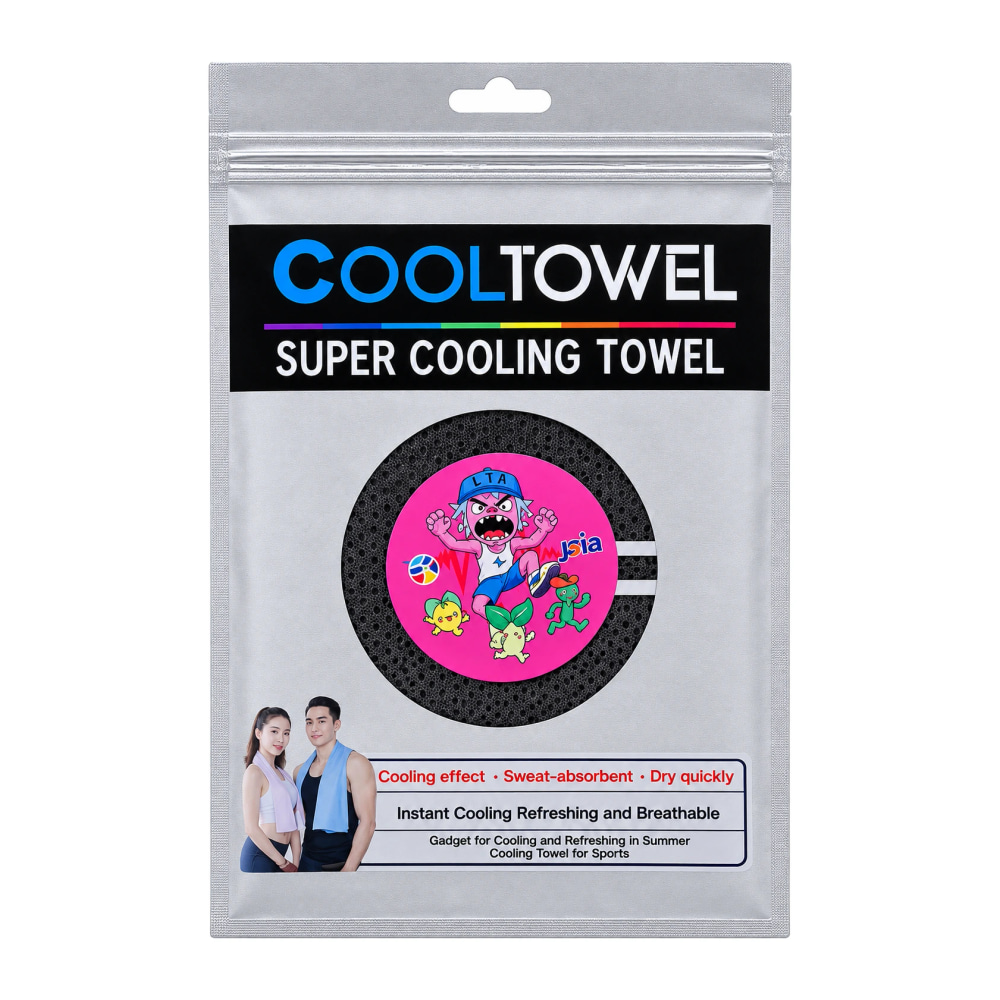 COOLTOWEL
SUPER COOLING TOWEL
LTA
Jsia
Cooling effect · Sweat-absorbent · Dry quickly
Instant Cooling Refreshing and Breathable
Gadget for Cooling and Refreshing in Summer
Cooling Towel for Sports